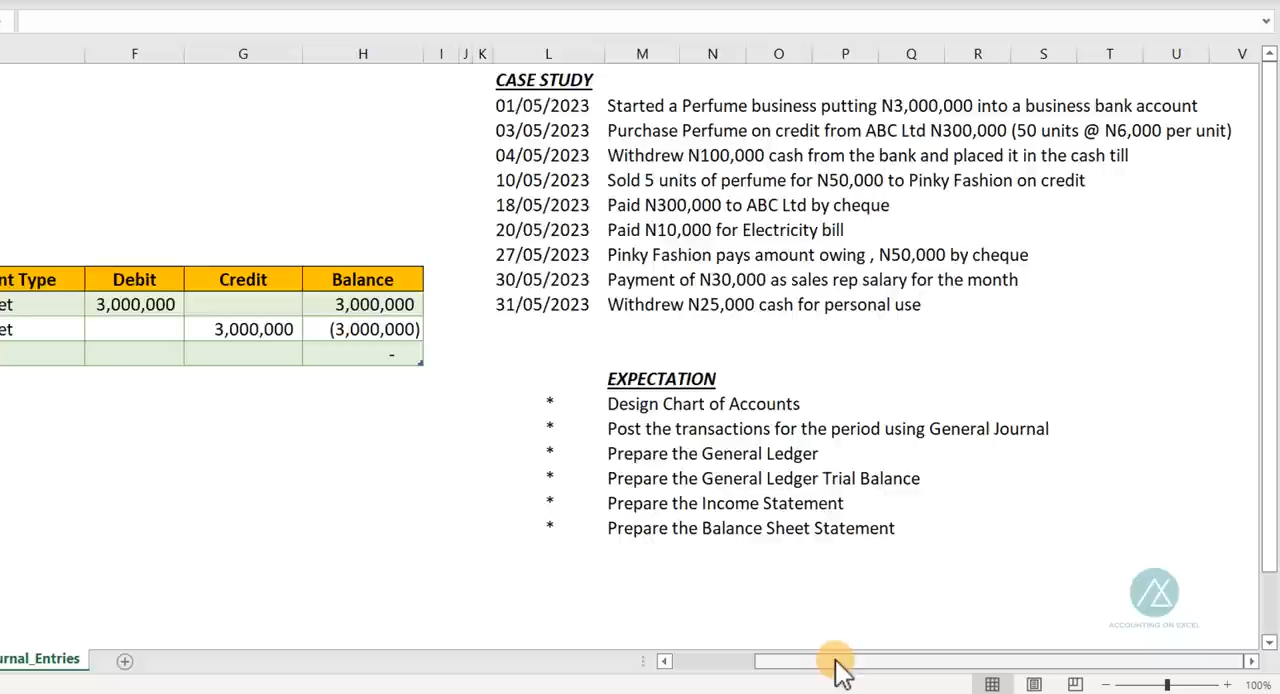 F G H I J K L M N O P Q R S T U V
CASE STUDY
01/05/2023 Started a Perfume business putting N3,000,000 into a business bank account
03/05/2023 Purchase Perfume on credit from ABC Ltd N300,000 (50 units @ N6,000 per unit)
04/05/2023 Withdrew N100,000 cash from the bank and placed it in the cash till
10/05/2023 Sold 5 units of perfume for N50,000 to Pinky Fashion on credit
18/05/2023 Paid N300,000 to ABC Ltd by cheque
20/05/2023 Paid N10,000 for Electricity bill
27/05/2023 Pinky Fashion pays amount owing , N50,000 by cheque
30/05/2023 Payment of N30,000 as sales rep salary for the month
31/05/2023 Withdrew N25,000 cash for personal use
nt Type Debit Credit Balance
et 3,000,000 3,000,000
et 3,000,000 (3,000,000)
-
EXPECTATION
* Design Chart of Accounts
* Post the transactions for the period using General Journal
* Prepare the General Ledger
* Prepare the General Ledger Trial Balance
* Prepare the Income Statement
* Prepare the Balance Sheet Statement
ACCOUNTING ON EXCEL
urnal_Entries
100%